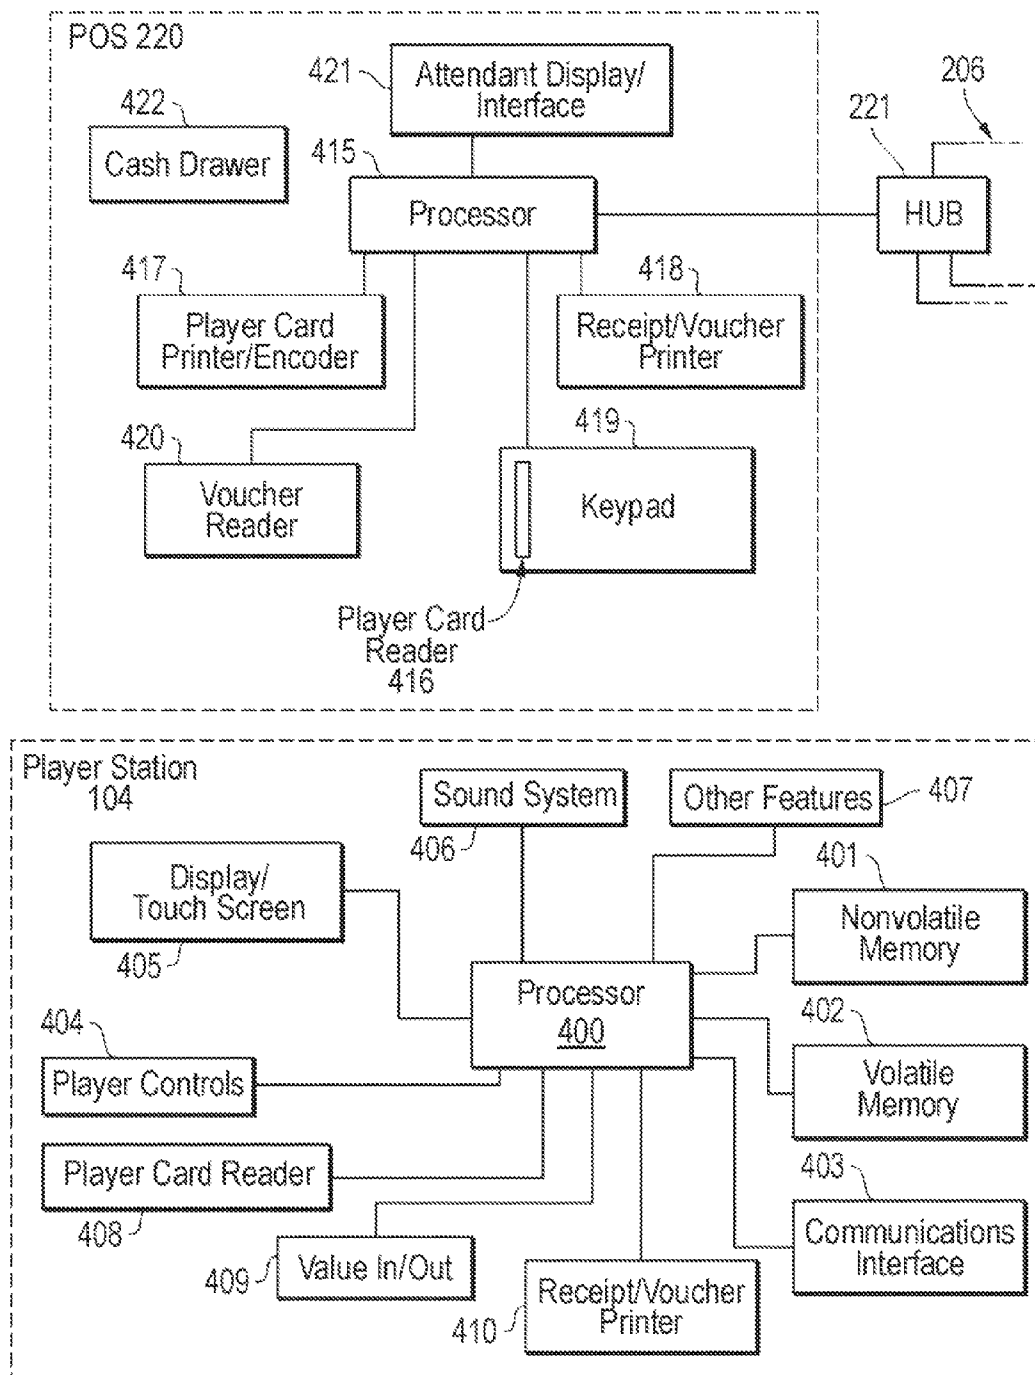 POS 220
421
Attendant Display/
Interface
422
Cash Drawer
415
Processor
206
221
HUB
417
Player Card
Printer/Encoder
418
Receipt/Voucher
Printer
420
Voucher
Reader
419
Keypad
Player Card
Reader
416
Player Station
104
Sound System
406
Other Features
407
Display/
Touch Screen
405
401
Nonvolatile
Memory
Processor
400
404
Player Controls
402
Volatile
Memory
Player Card Reader
408
403
Communications
Interface
409
Value In/Out
410
Receipt/Voucher
Printer